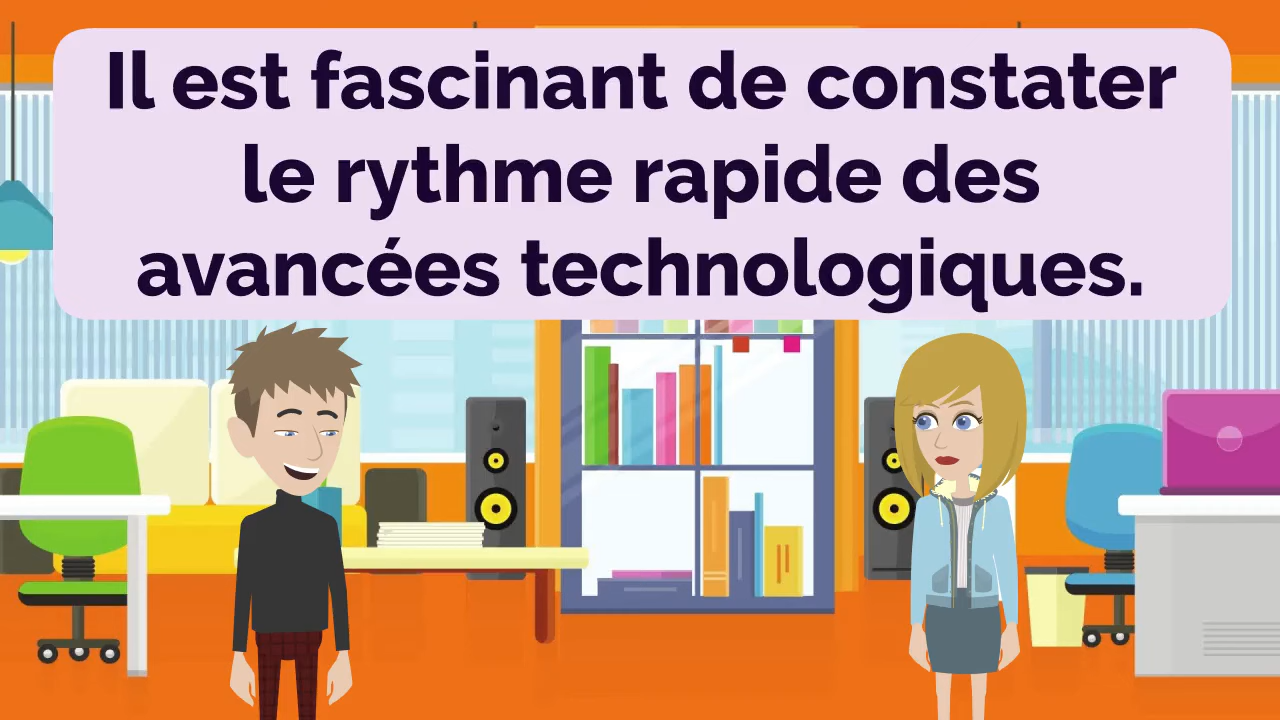 Il est fascinant de constater
le rythme rapide des
avancées technologiques.